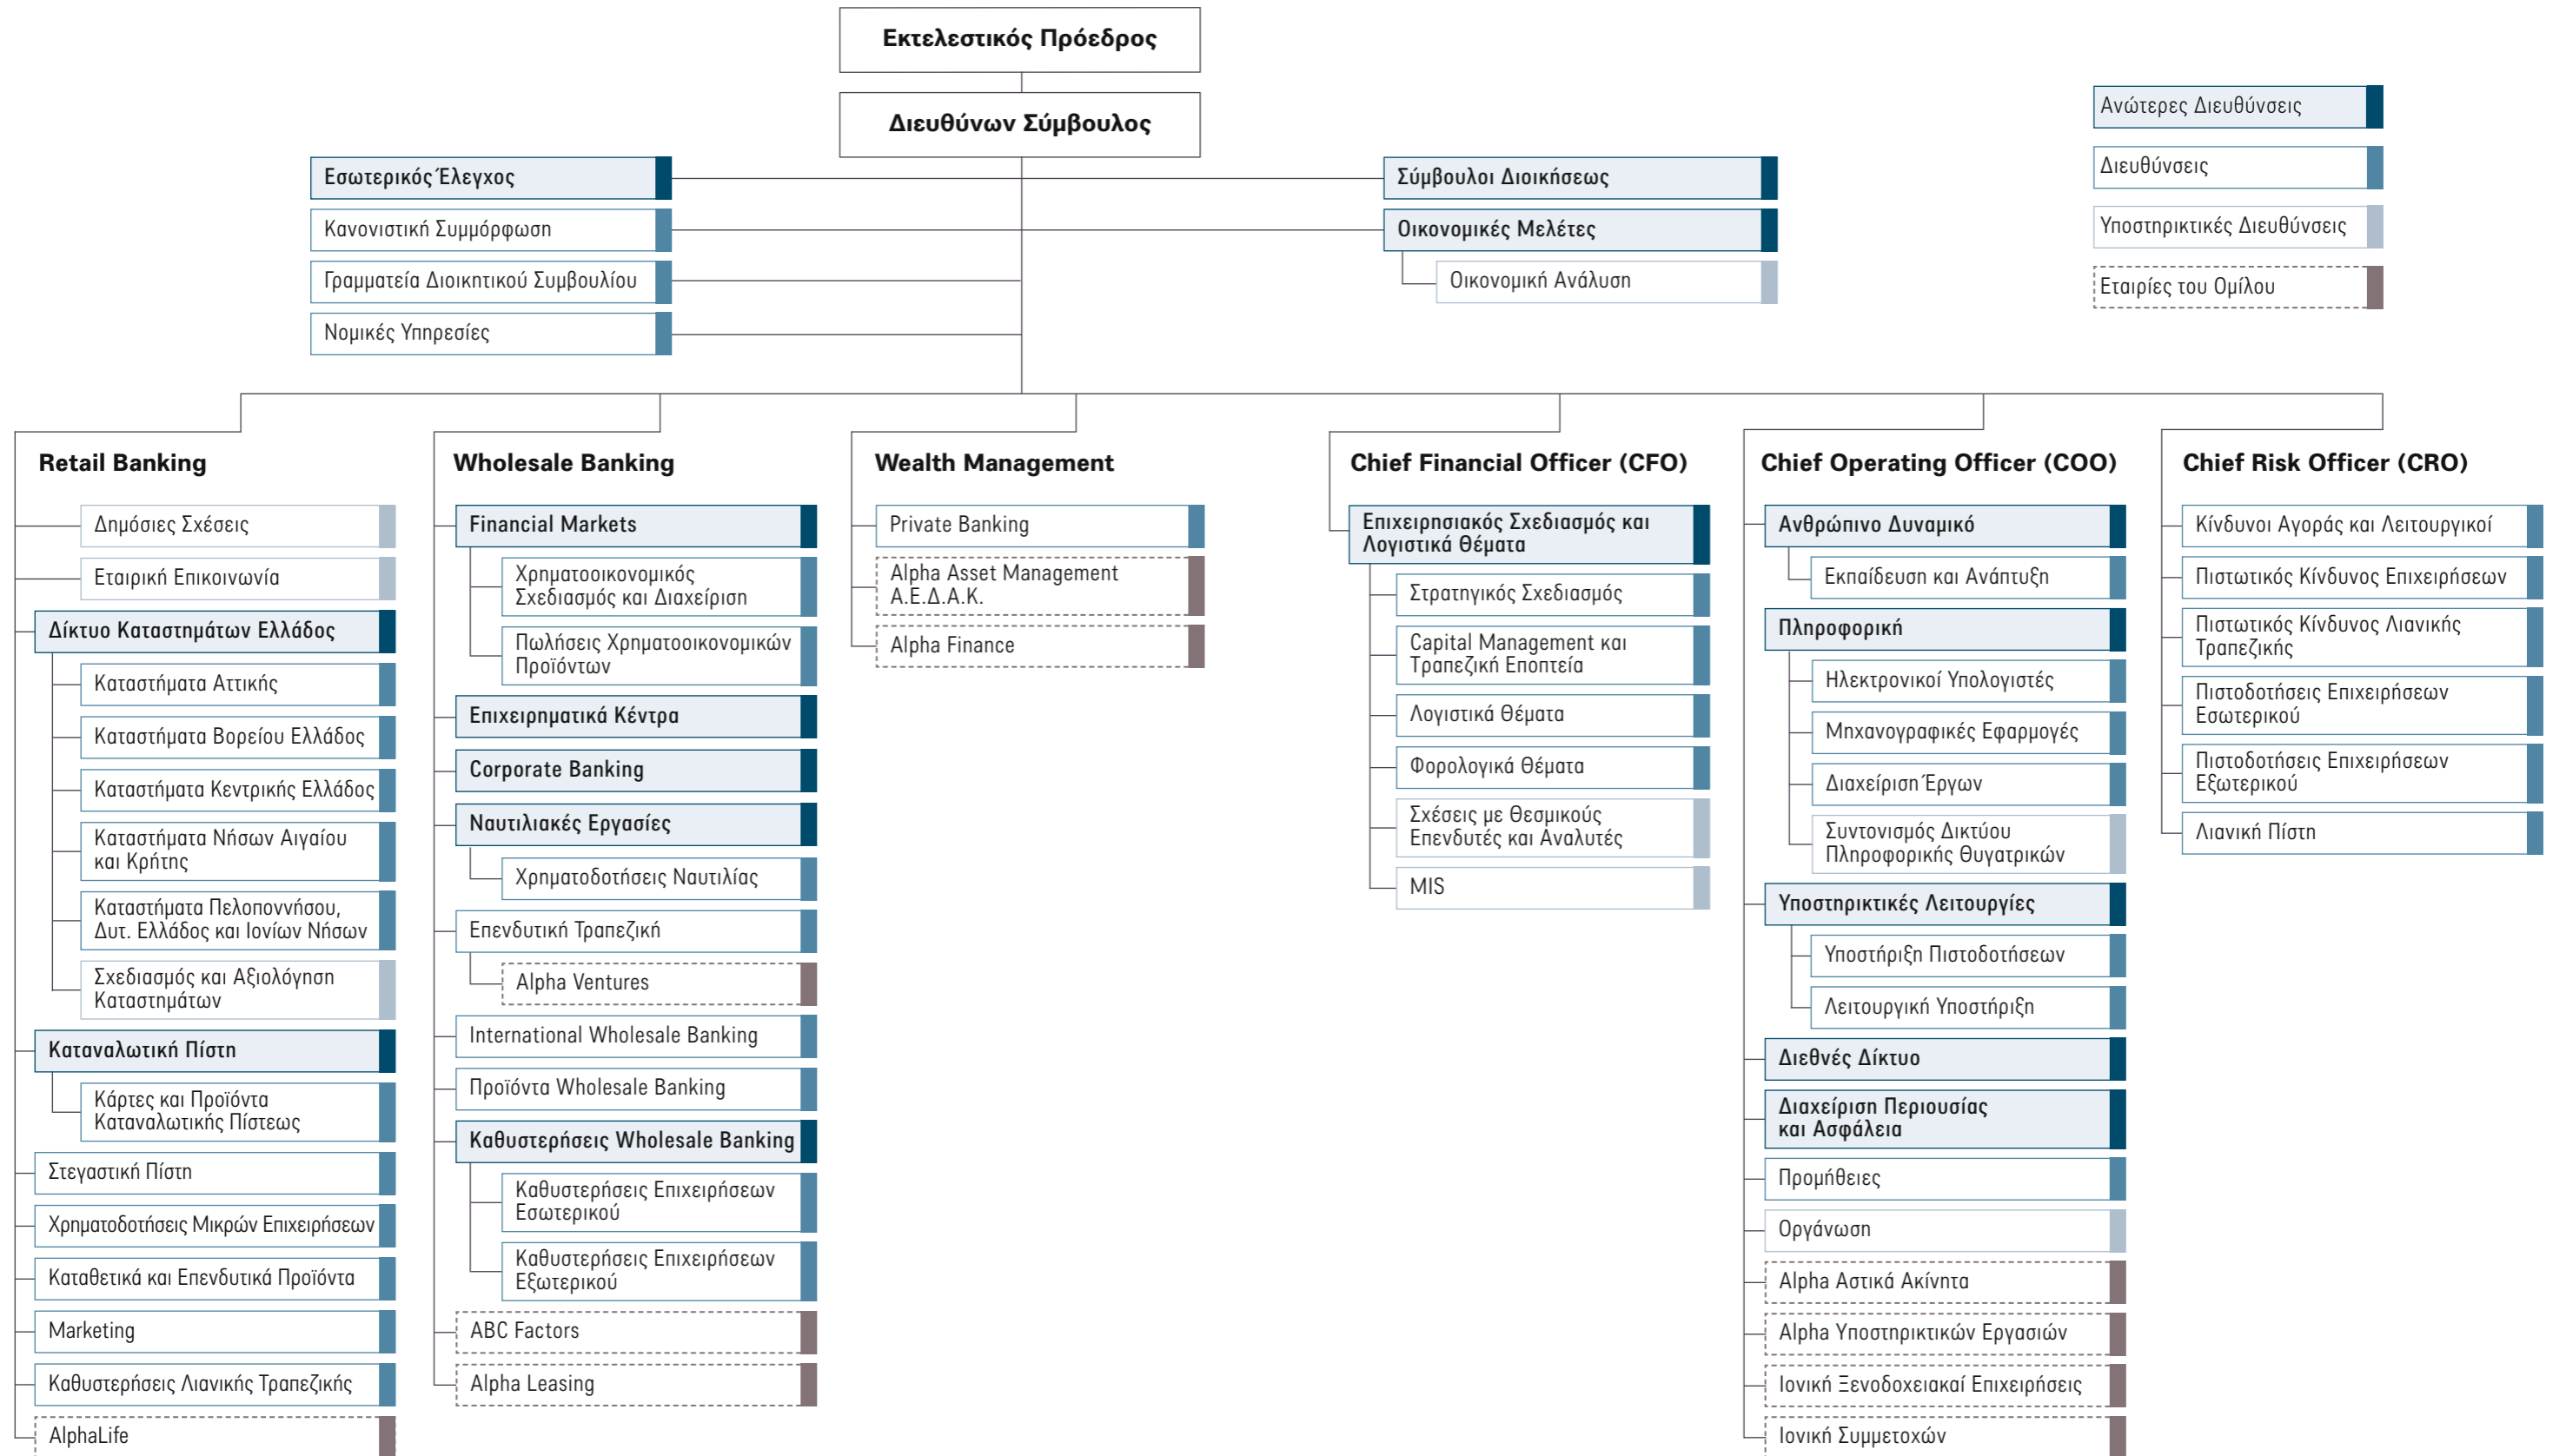 Εκτελεστικός Πρόεδρος
Διευθύνων Σύμβουλος
Ανώτερες Διευθύνσεις
Διευθύνσεις
Υποστηρικτικές Διευθύνσεις
Εταιρίες του Ομίλου
Εσωτερικός Έλεγχος
Κανονιστική Συμμόρφωση
Γραμματεία Διοικητικού Συμβουλίου
Νομικές Υπηρεσίες
Σύμβουλοι Διοικήσεως
Οικονομικές Μελέτες
Οικονομική Ανάλυση
Retail Banking
Δημόσιες Σχέσεις
Εταιρική Επικοινωνία
Δίκτυο Καταστημάτων Ελλάδος
Καταστήματα Αττικής
Καταστήματα Βορείου Ελλάδος
Καταστήματα Κεντρικής Ελλάδος
Καταστήματα Νήσων Αιγαίου
και Κρήτης
Καταστήματα Πελοποννήσου,
Δυτ. Ελλάδος και Ιονίων Νήσων
Σχεδιασμός και Αξιολόγηση
Καταστημάτων
Καταναλωτική Πίστη
Κάρτες και Προϊόντα
Καταναλωτικής Πίστεως
Στεγαστική Πίστη
Χρηματοδοτήσεις Μικρών Επιχειρήσεων
Καταθετικά και Επενδυτικά Προϊόντα
Marketing
Καθυστερήσεις Λιανικής Τραπεζικής
AlphaLife
Wholesale Banking
Financial Markets
Χρηματοοικονομικός
Σχεδιασμός και Διαχείριση
Πωλήσεις Χρηματοοικονομικών
Προϊόντων
Επιχειρηματικά Κέντρα
Corporate Banking
Ναυτιλιακές Εργασίες
Χρηματοδοτήσεις Ναυτιλίας
Επενδυτική Τραπεζική
Alpha Ventures
International Wholesale Banking
Προϊόντα Wholesale Banking
Καθυστερήσεις Wholesale Banking
Καθυστερήσεις Επιχειρήσεων
Εσωτερικού
Καθυστερήσεις Επιχειρήσεων
Εξωτερικού
ABC Factors
Alpha Leasing
Wealth Management
Private Banking
Alpha Asset Management
Α.Ε.Δ.Α.Κ.
Alpha Finance
Chief Financial Officer (CFO)
Επιχειρησιακός Σχεδιασμός και
Λογιστικά Θέματα
Στρατηγικός Σχεδιασμός
Capital Management και
Τραπεζική Εποπτεία
Λογιστικά Θέματα
Φορολογικά Θέματα
Σχέσεις με Θεσμικούς
Επενδυτές και Αναλυτές
MIS
Chief Operating Officer (COO)
Ανθρώπινο Δυναμικό
Εκπαίδευση και Ανάπτυξη
Πληροφορική
Ηλεκτρονικοί Υπολογιστές
Μηχανογραφικές Εφαρμογές
Διαχείριση Έργων
Συντονισμός Δικτύου
Πληροφορικής Θυγατρικών
Υποστηρικτικές Λειτουργίες
Υποστήριξη Πιστοδοτήσεων
Λειτουργική Υποστήριξη
Διεθνές Δίκτυο
Διαχείριση Περιουσίας
και Ασφάλεια
Προμήθειες
Οργάνωση
Alpha Αστικά Ακίνητα
Alpha Υποστηρικτικών Εργασιών
Ιονική Ξενοδοχειακαί Επιχειρήσεις
Ιονική Συμμετοχών
Chief Risk Officer (CRO)
Κίνδυνοι Αγοράς και Λειτουργικοί
Πιστωτικός Κίνδυνος Επιχειρήσεων
Πιστωτικός Κίνδυνος Λιανικής
Τραπεζικής
Πιστοδοτήσεις Επιχειρήσεων
Εσωτερικού
Πιστοδοτήσεις Επιχειρήσεων
Εξωτερικού
Λιανική Πίστη